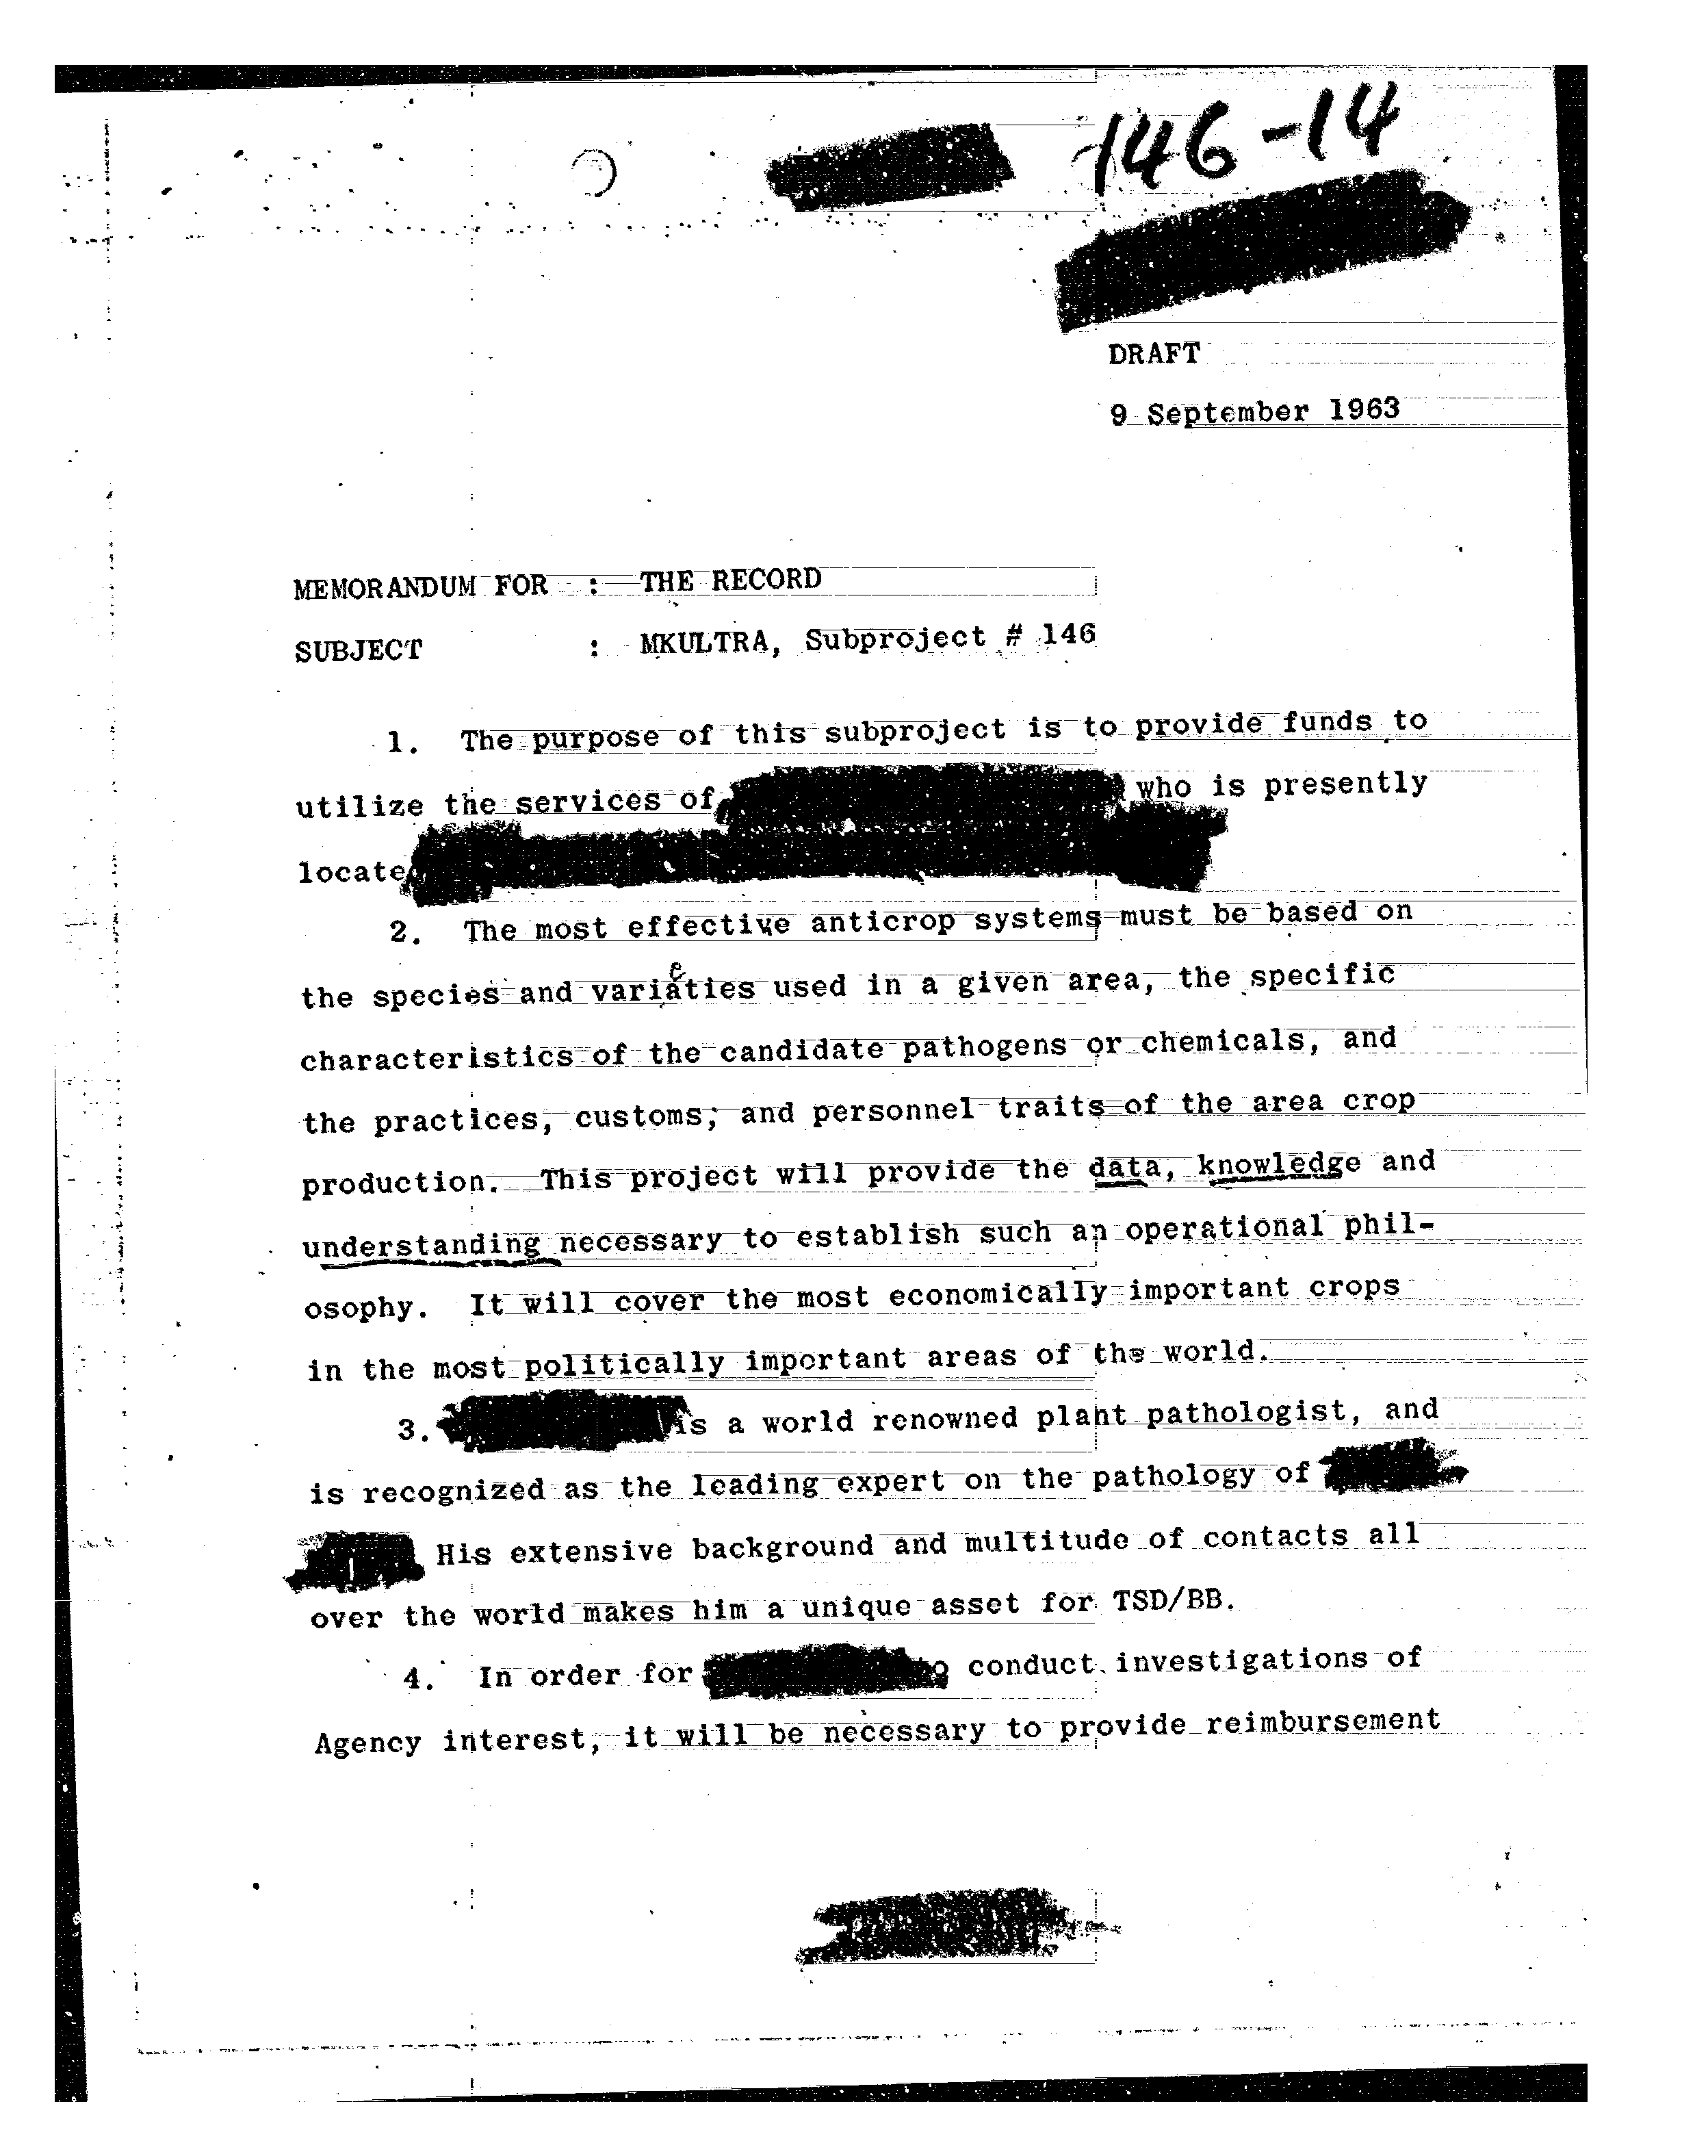 146-14
DRAFT
9 September 1963
MEMORANDUM FOR : THE RECORD
SUBJECT : MKULTRA, Subproject # 146
1. The purpose of this subproject is to provide funds to
utilize the services of who is presently
locate
2. The most effective anticrop systems must be based on
the species and varieties used in a given area, the specific
characteristics of the candidate pathogens or chemicals, and
the practices, customs, and personnel traits of the area crop
production. This project will provide the data, knowledge and
understanding necessary to establish such an operational phil-
osophy. It will cover the most economically important crops
in the most politically important areas of the world.
3. is a world renowned plant pathologist, and
is recognized as the leading expert on the pathology of
His extensive background and multitude of contacts all
over the world makes him a unique asset for TSD/BB.
4. In order for to conduct investigations of
Agency interest, it will be necessary to provide reimbursement